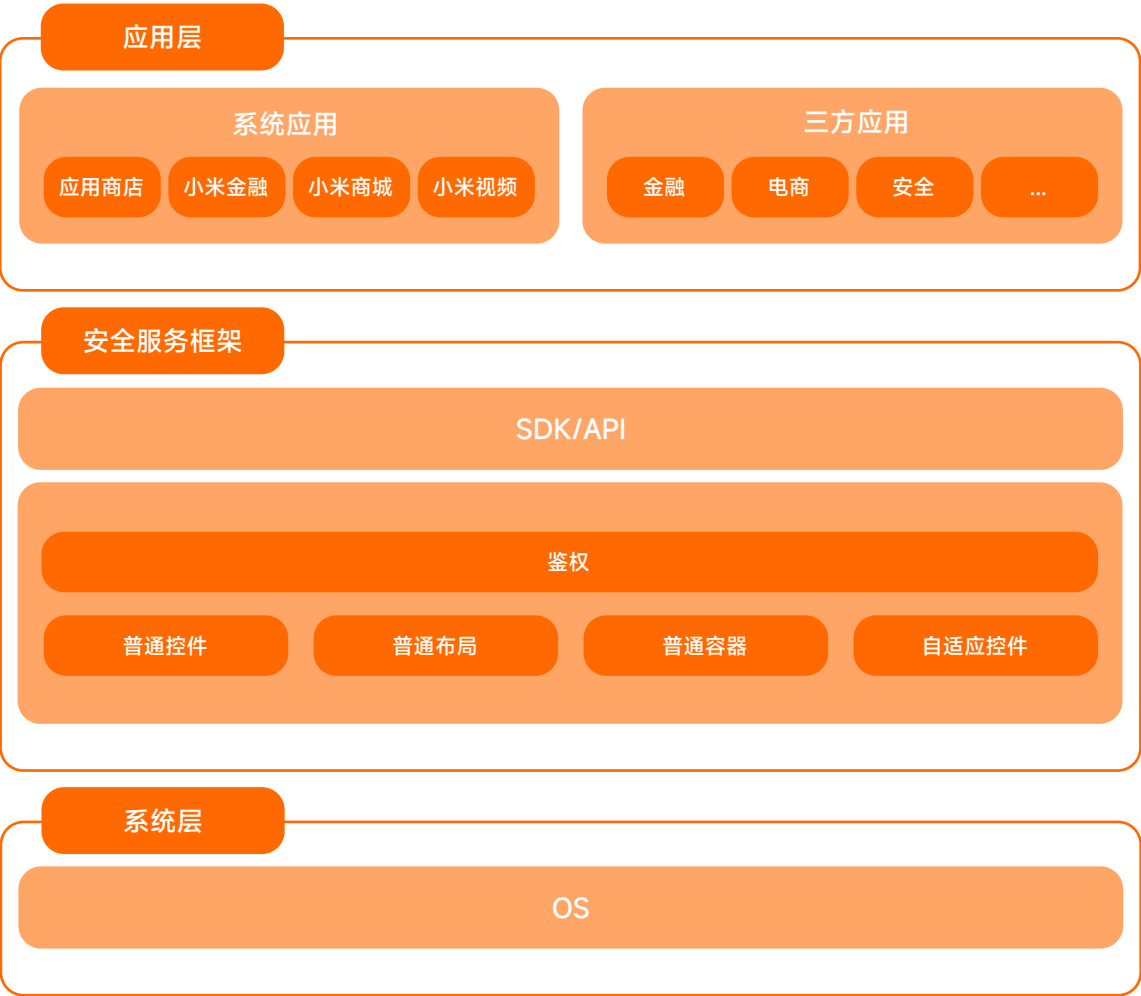 应用层
系统应用
应用商店
小米金融
小米商城
小米视频
三方应用
金融
电商
安全
...
安全服务框架
SDK/API
鉴权
普通控件
普通布局
普通容器
自适应控件
系统层
OS